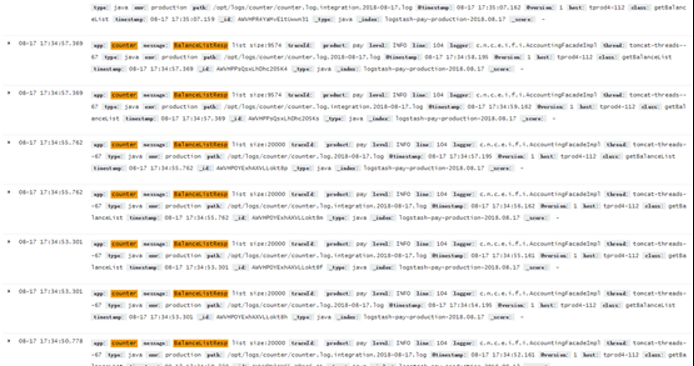 type: java env: production path: /opt/logs/counter/counter.log.integration.2018-08-17.log @timestamp: 08-17 17:35:07.162 @version: 1 host: tprod4-112 class: getBalanc
eList timestamp: 08-17 17:35:07.159 _id: _type: java _index: logstash-pay-production-2018.08.17 _score: -
08-17 17:34:57.369 app: counter message: BalanceListResp list size:9574 traceId: product: pay level: INFO line: 104 logger: c.n.c.e.i.f.i.AccountingFacadeImpl thread: tomcat-threads--
67 type: java env: production path: /opt/logs/counter/counter.log.2018-08-17.log @timestamp: 08-17 17:34:58.195 @version: 1 host: tprod4-112 class: getBalanceList
timestamp: 08-17 17:34:57.369 _id: _type: java _index: logstash-pay-production-2018.08.17 _score: -
08-17 17:34:57.369 app: counter message: BalanceListResp list size:9574 traceId: product: pay level: INFO line: 104 logger: c.n.c.e.i.f.i.AccountingFacadeImpl thread: tomcat-threads--
67 type: java env: production path: /opt/logs/counter/counter.log.integration.2018-08-17.log @timestamp: 08-17 17:34:59.162 @version: 1 host: tprod4-112 class: getBal
anceList timestamp: 08-17 17:34:57.369 _id: _type: java _index: logstash-pay-production-2018.08.17 _score: -
08-17 17:34:55.762 app: counter message: BalanceListResp list size:20000 traceId: product: pay level: INFO line: 104 logger: c.n.c.e.i.f.i.AccountingFacadeImpl thread: tomcat-threads-
-67 type: java env: production path: /opt/logs/counter/counter.log.2018-08-17.log @timestamp: 08-17 17:34:57.195 @version: 1 host: tprod4-112 class: getBalanceList
timestamp: 08-17 17:34:55.762 _id: _type: java _index: logstash-pay-production-2018.08.17 _score: -
08-17 17:34:55.762 app: counter message: BalanceListResp list size:20000 traceId: product: pay level: INFO line: 104 logger: c.n.c.e.i.f.i.AccountingFacadeImpl thread: tomcat-threads-
-67 type: java env: production path: /opt/logs/counter/counter.log.integration.2018-08-17.log @timestamp: 08-17 17:34:56.162 @version: 1 host: tprod4-112 class: getBa
lanceList timestamp: 08-17 17:34:55.762 _id: _type: java _index: logstash-pay-production-2018.08.17 _score: -
08-17 17:34:53.301 app: counter message: BalanceListResp list size:20000 traceId: product: pay level: INFO line: 104 logger: c.n.c.e.i.f.i.AccountingFacadeImpl thread: tomcat-threads-
-67 type: java env: production path: /opt/logs/counter/counter.log.integration.2018-08-17.log @timestamp: 08-17 17:34:55.161 @version: 1 host: tprod4-112 class: getBa
lanceList timestamp: 08-17 17:34:53.301 _id: _type: java _index: logstash-pay-production-2018.08.17 _score: -
08-17 17:34:53.301 app: counter message: BalanceListResp list size:20000 traceId: product: pay level: INFO line: 104 logger: c.n.c.e.i.f.i.AccountingFacadeImpl thread: tomcat-threads-
-67 type: java env: production path: /opt/logs/counter/counter.log.2018-08-17.log @timestamp: 08-17 17:34:54.195 @version: 1 host: tprod4-112 class: getBalanceList
timestamp: 08-17 17:34:53.301 _id: _type: java _index: logstash-pay-production-2018.08.17 _score: -
08-17 17:34:50.778 app: counter message: BalanceListResp list size:20000 traceId: product: pay level: INFO line: 104 logger: c.n.c.e.i.f.i.AccountingFacadeImpl thread: tomcat-threads-
-67 type: java env: production path: /opt/logs/counter/counter.log.integration.2018-08-17.log @timestamp: 08-17 17:34:52.161 @version: 1 host: tprod4-112 class: getBa